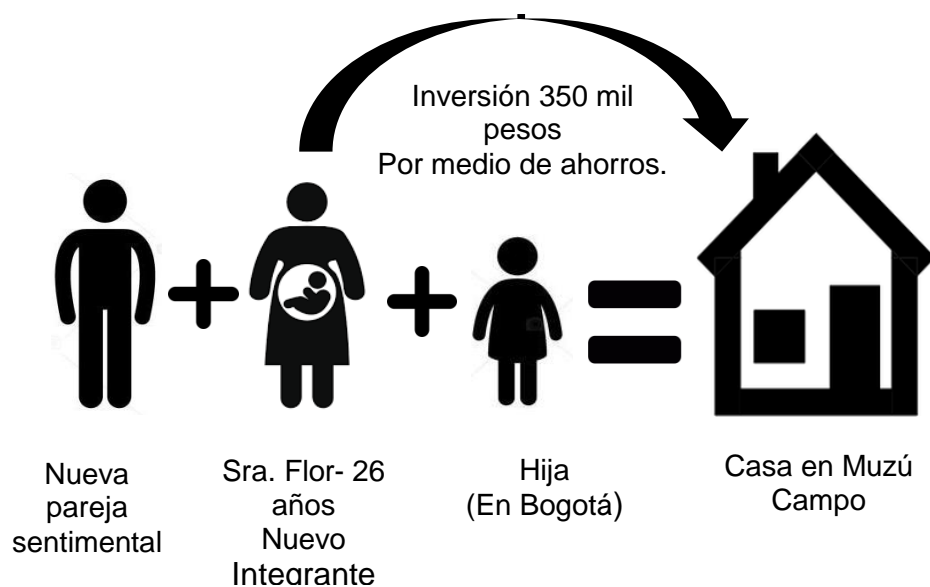 Inversión 350 mil
pesos
Por medio de ahorros.
Nueva
pareja
sentimental
Sra. Flor- 26
años
Nuevo
Integrante
Hija
(En Bogotá)
Casa en Muzú
Campo